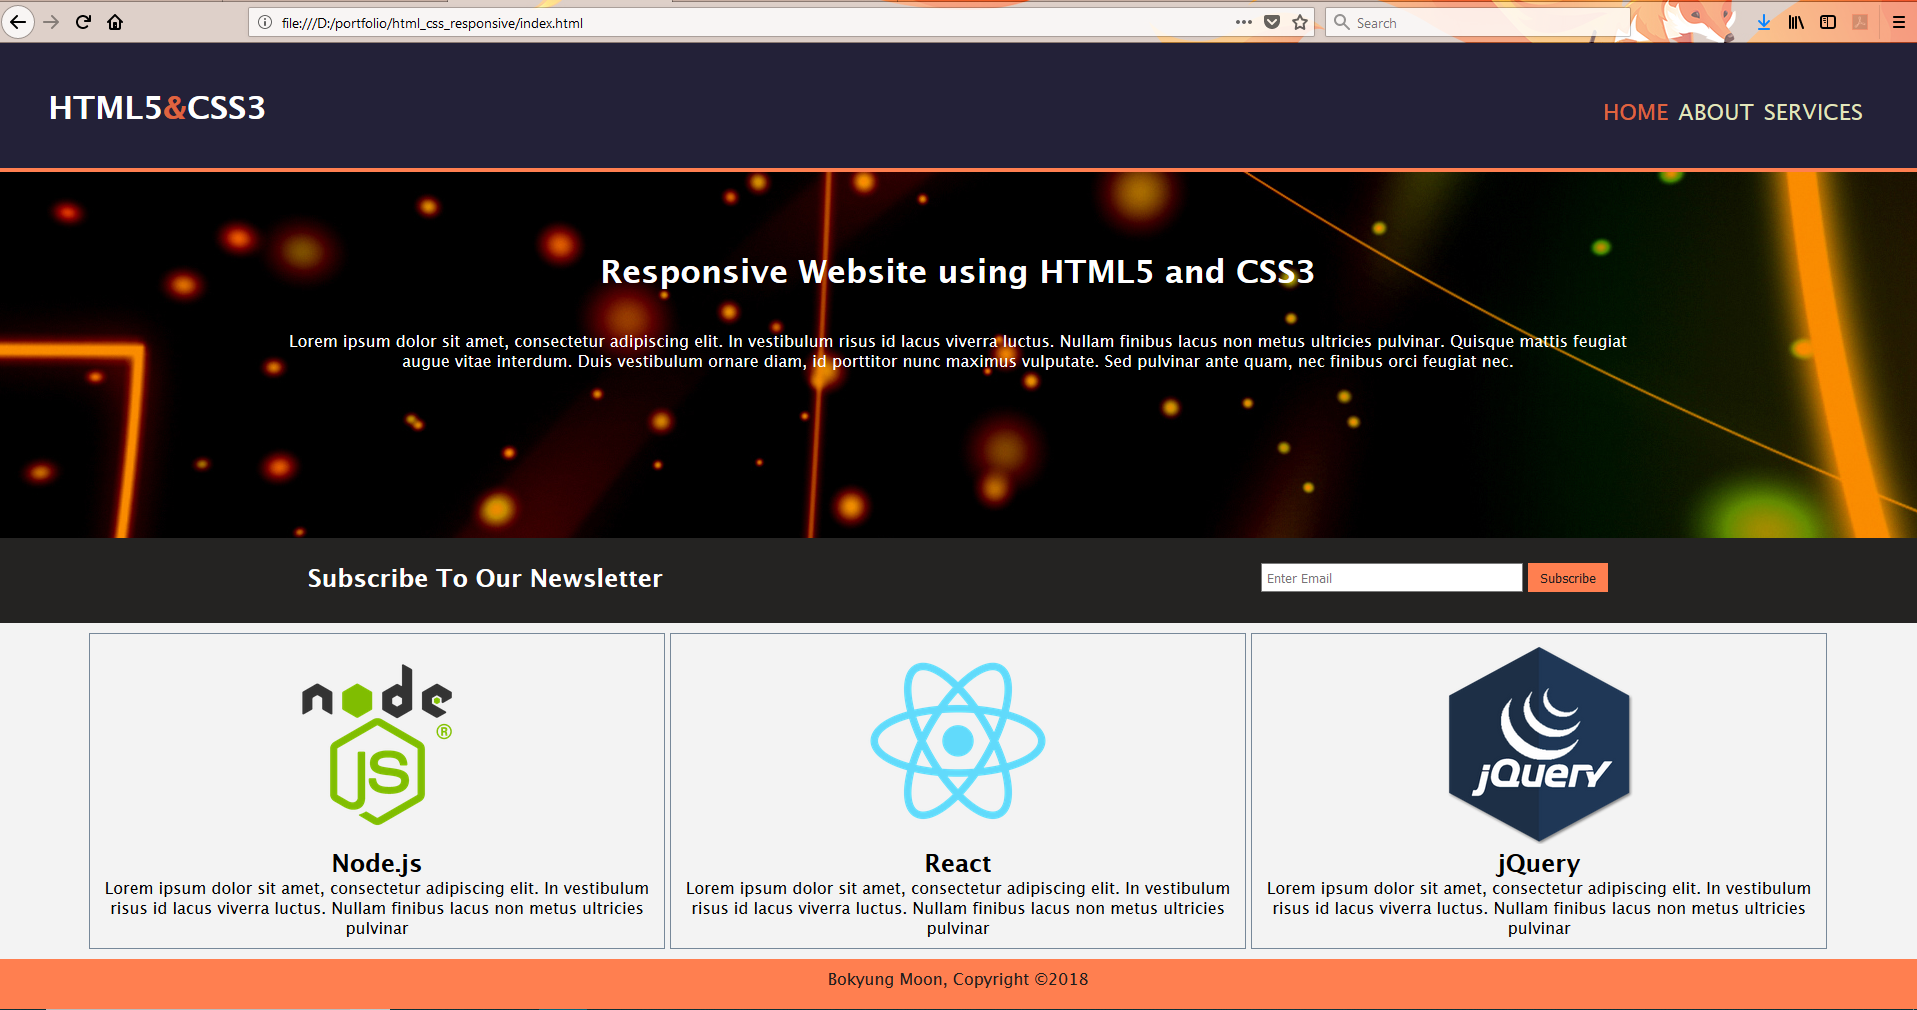 file:///D:/portfolio/html_css_responsive/index.html
Search
HTML5&CSS3
HOME ABOUT SERVICES
Responsive Website using HTML5 and CSS3
Lorem ipsum dolor sit amet, consectetur adipiscing elit. In vestibulum risus id lacus viverra luctus. Nullam finibus lacus non metus ultricies pulvinar. Quisque mattis feugiat
augue vitae interdum. Duis vestibulum ornare diam, id porttitor nunc maximus vulputate. Sed pulvinar ante quam, nec finibus orci feugiat nec.
Subscribe To Our Newsletter
Enter Email
Subscribe
node
JS®
Node.js
Lorem ipsum dolor sit amet, consectetur adipiscing elit. In vestibulum
risus id lacus viverra luctus. Nullam finibus lacus non metus ultricies
pulvinar
React
Lorem ipsum dolor sit amet, consectetur adipiscing elit. In vestibulum
risus id lacus viverra luctus. Nullam finibus lacus non metus ultricies
pulvinar
jQuery
jQuery
Lorem ipsum dolor sit amet, consectetur adipiscing elit. In vestibulum
risus id lacus viverra luctus. Nullam finibus lacus non metus ultricies
pulvinar
Bokyung Moon, Copyright ©2018